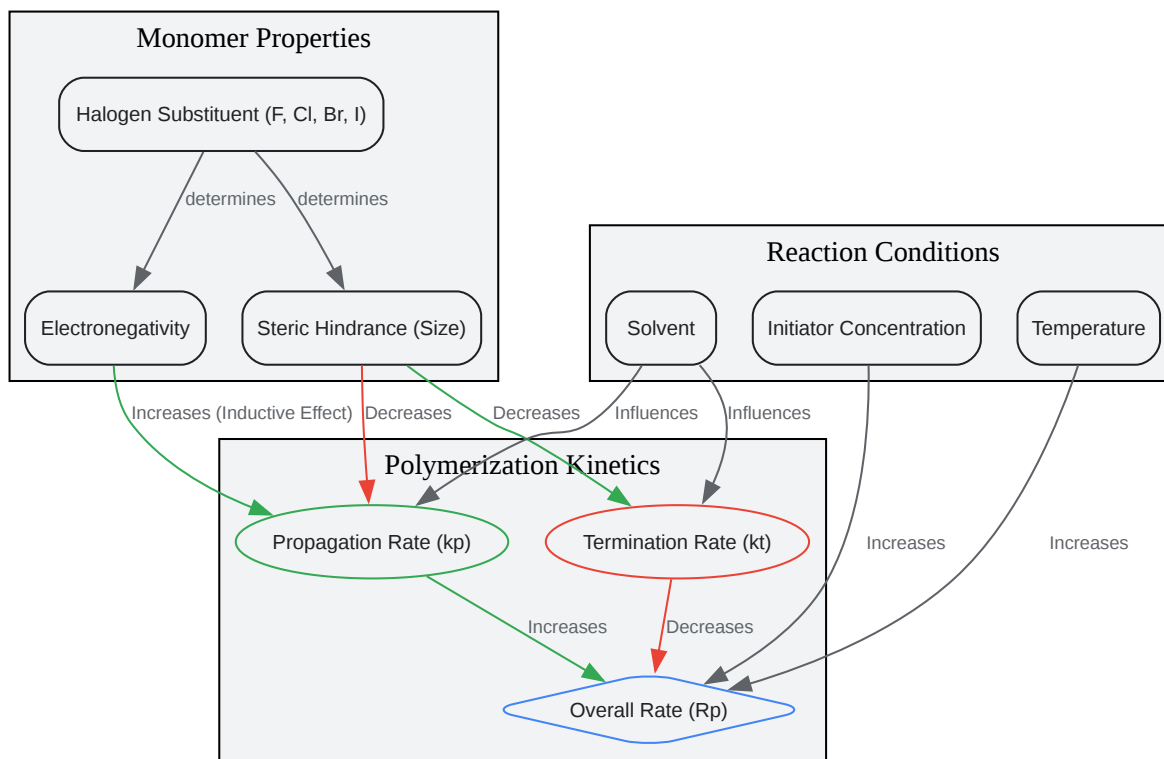 Monomer Properties
Halogen Substituent (F, Cl, Br, I)
determines
determines
Reaction Conditions
Electronegativity
Steric Hindrance (Size)
Solvent
Initiator Concentration
Temperature
Increases (Inductive Effect)
Decreases
Decreases
Influences
Influences
Polymerization Kinetics
Propagation Rate (kp)
Termination Rate (kt)
Increases
Increases
Increases
Decreases
Overall Rate (Rp)